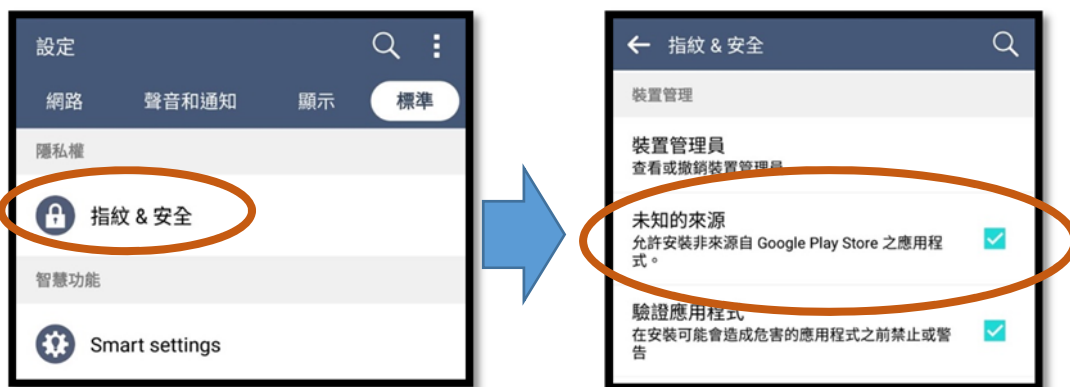 設定
網路 聲音和通知 顯示 標準
隱私權
指紋 & 安全
智慧功能
Smart settings
指紋 & 安全
裝置管理
裝置管理員
查看或撤銷裝置管理員
未知的來源
允許安裝非來源自 Google Play Store 之應用程
式。
驗證應用程式
在安裝可能會造成危害的應用程式之前禁止或警
告